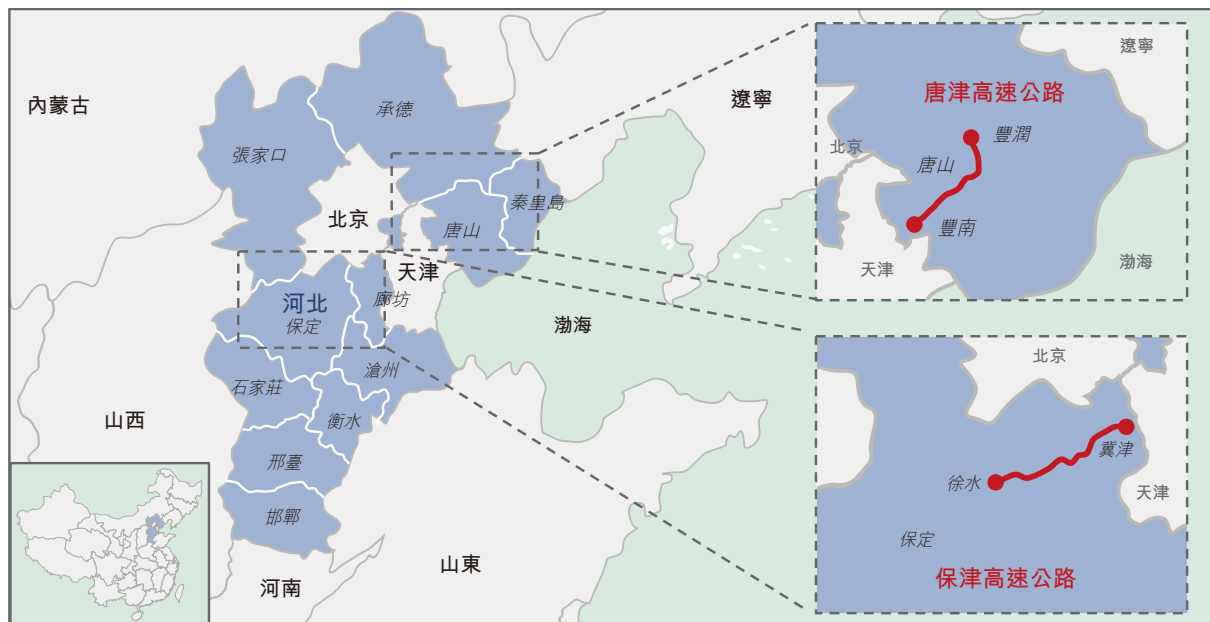 內蒙古
承德
張家口
遼寧
北京
秦皇島
唐山
天津
河北
保定
廊坊
渤海
滄州
石家莊
衡水
山西
邢臺
邯鄲
山東
河南
遼寧
唐津高速公路
豐潤
北京
唐山
豐南
天津
渤海
北京
冀津
徐水
天津
保定
保津高速公路